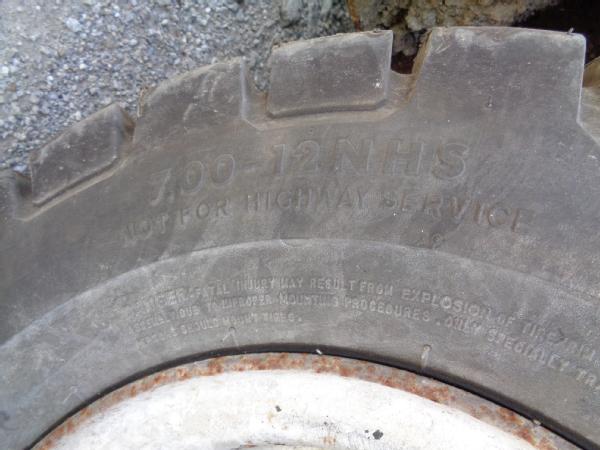 7.00-12 NHS
NOT FOR HIGHWAY SERVICE
DANGER-FATAL INJURY MAY RESULT FROM EXPLOSION OF TIRE/RIM
DUE TO IMPROPER MOUNTING PROCEDURES. ONLY SPECIALLY
SHOULD MOUNT TIRES.